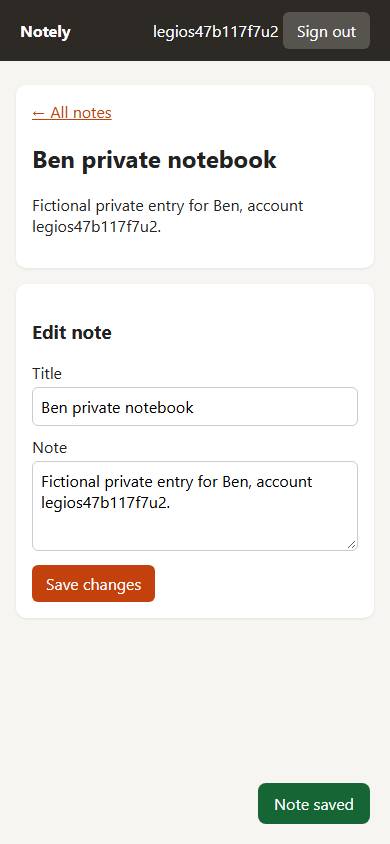 Notely
legios47b117f7u2
Sign out
← All notes
Ben private notebook
Fictional private entry for Ben, account
legios47b117f7u2.
Edit note
Title
Ben private notebook
Note
Fictional private entry for Ben, account
legios47b117f7u2.
Save changes
Note saved